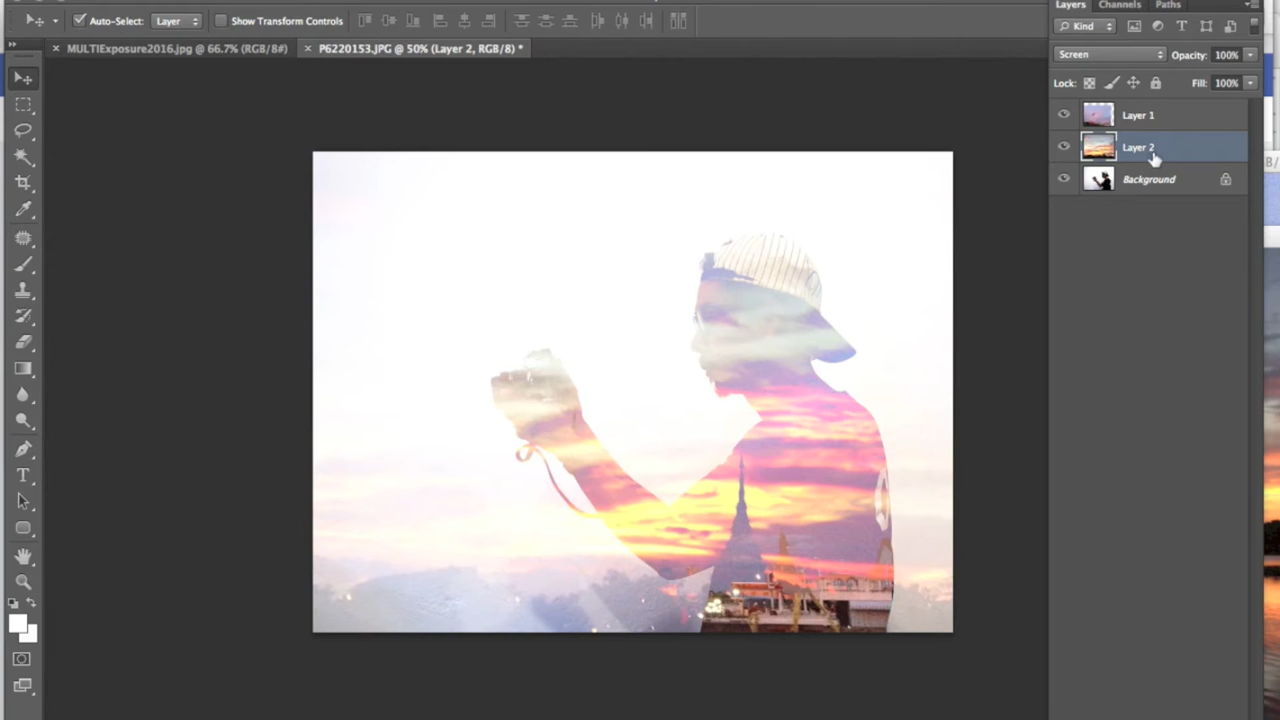 Auto-Select: Layer Show Transform Controls
MULTIExposure2016.jpg @ 66.7% (RGB/8#)
P6220153.JPG @ 50% (Layer 2, RGB/8) *
Layers Channels Paths
Kind
Screen Opacity: 100%
Lock: Fill: 100%
Layer 1
Layer 2
Background